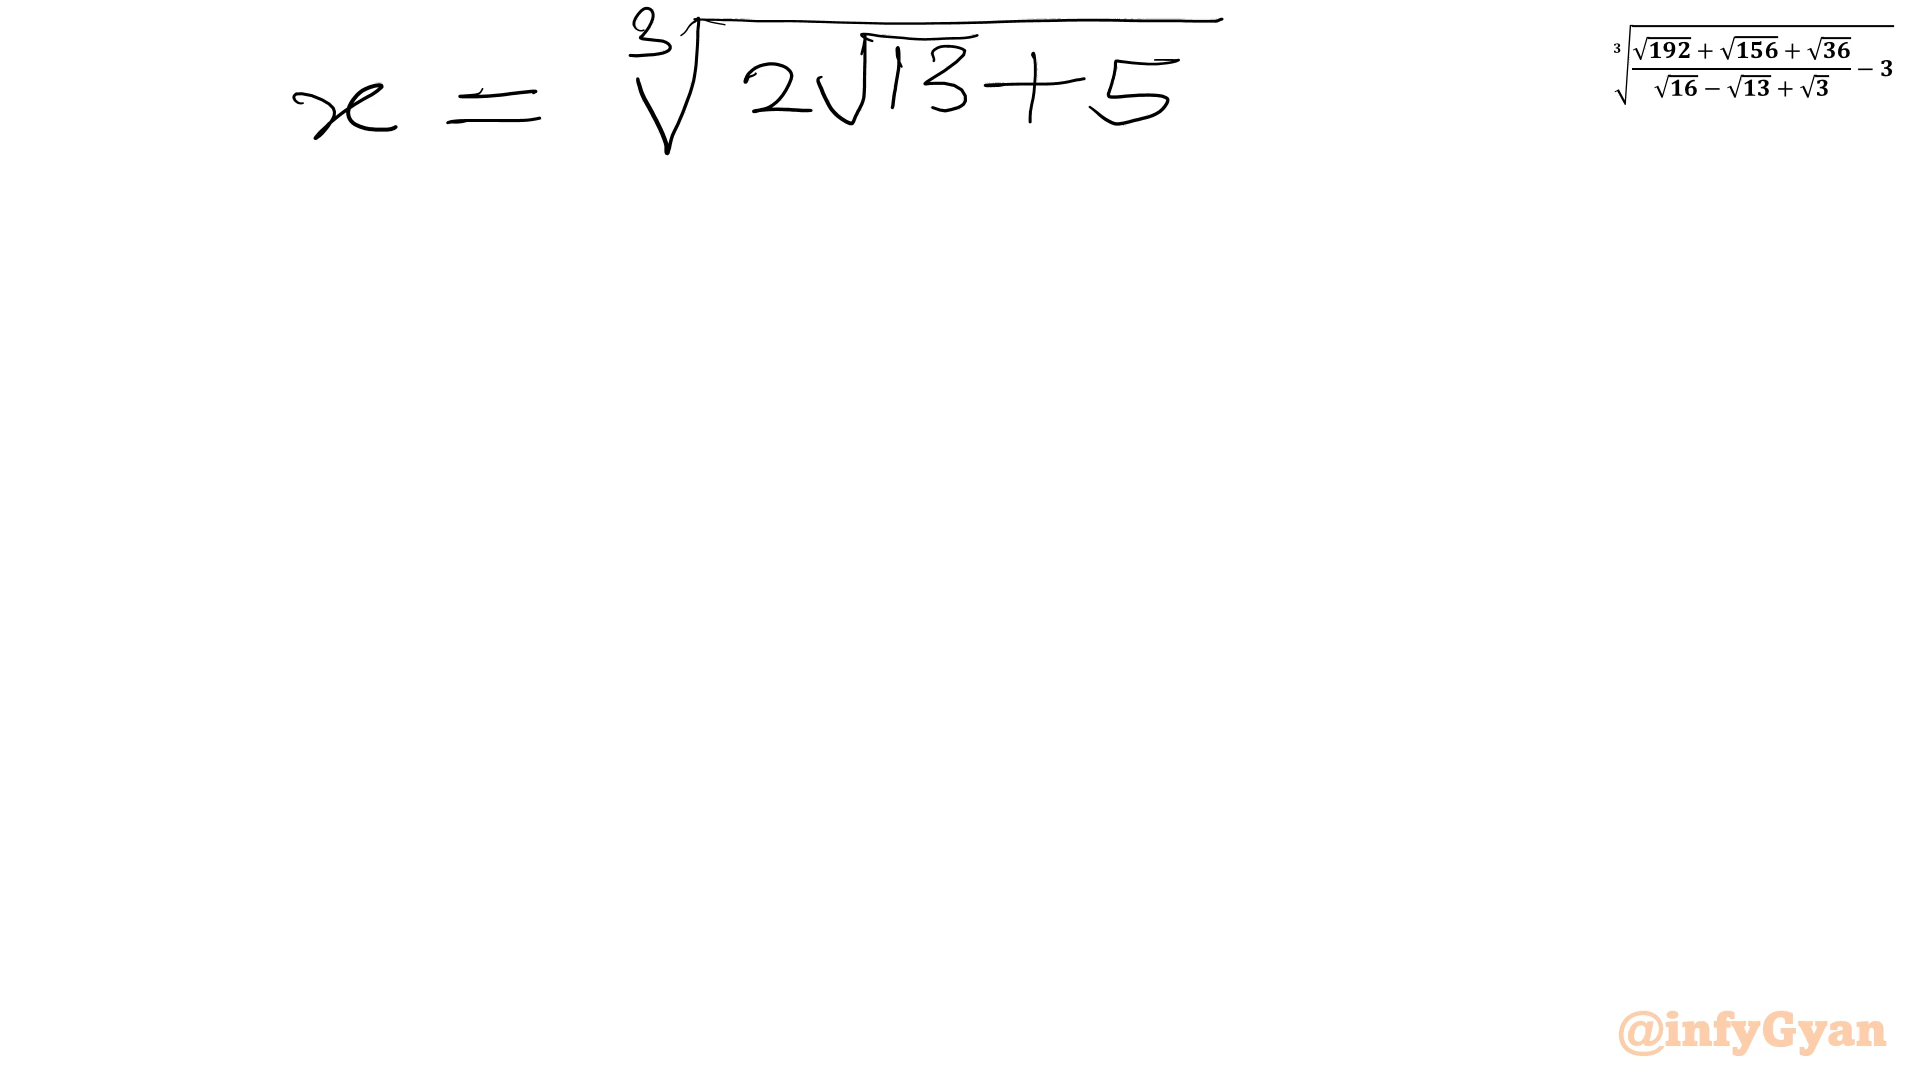 x = ∛(2√13 + 5)
∛((√192 + √156 + √36)/(√16 − √13 + √3) − 3)
@infyGyan